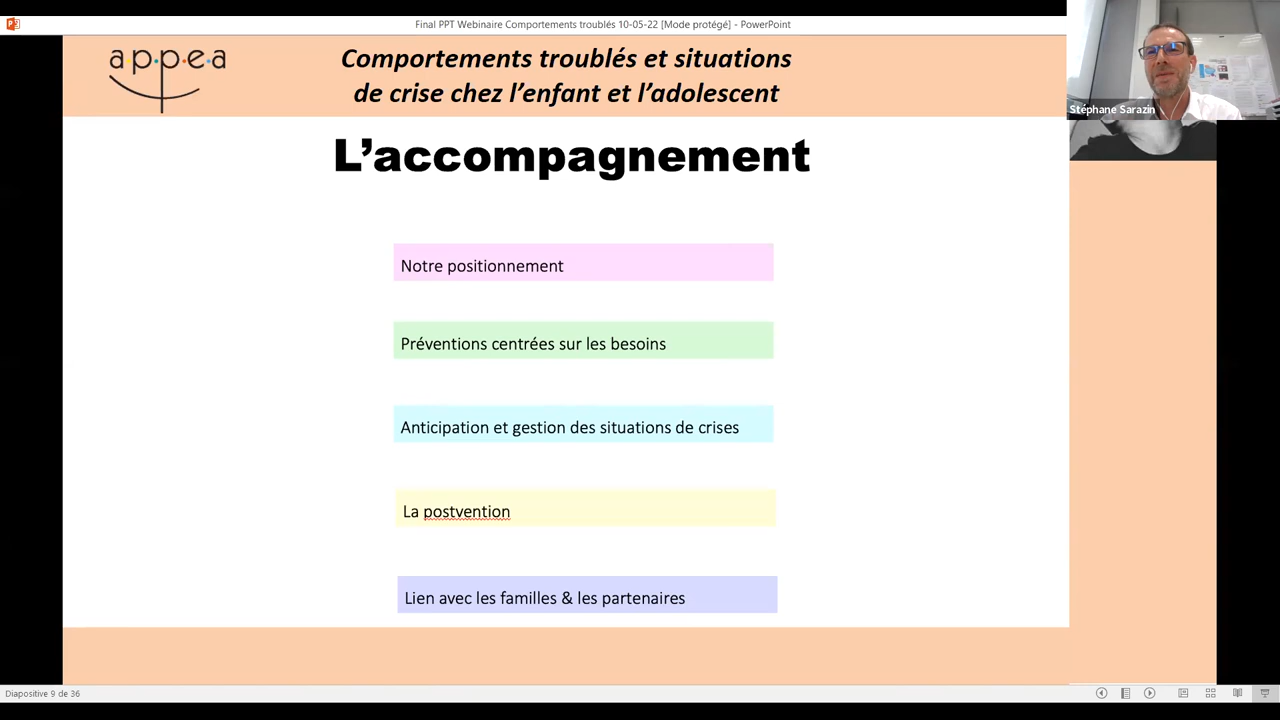 Final PPT Webinaire Comportements troublés 10-05-22 [Mode protégé] - PowerPoint
a.p.p.e.a
Comportements troublés et situations
de crise chez l’enfant et l’adolescent
Stéphane Sarazin
L’accompagnement
Notre positionnement
Préventions centrées sur les besoins
Anticipation et gestion des situations de crises
La postvention
Lien avec les familles & les partenaires
Diapositive 9 de 36